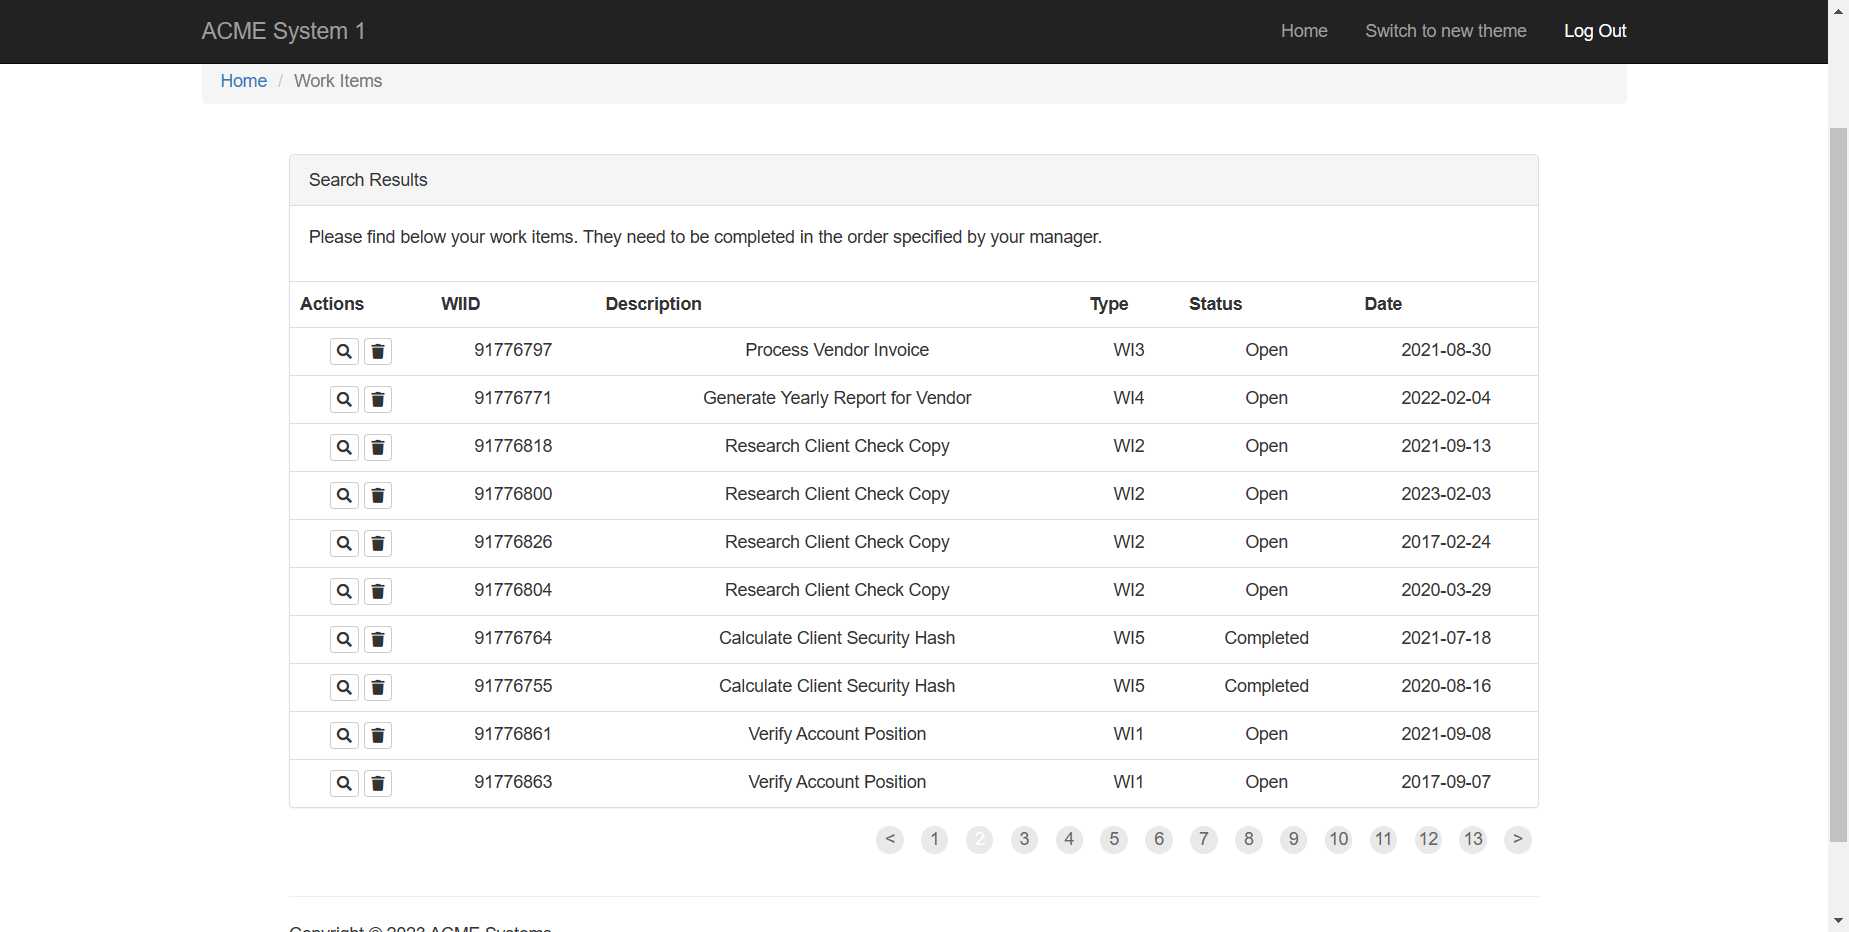 ACME System 1 Home Switch to new theme Log Out
Home / Work Items
Search Results
Please find below your work items. They need to be completed in the order specified by your manager.
Actions WIID Description Type Status Date
91776797 Process Vendor Invoice WI3 Open 2021-08-30
91776771 Generate Yearly Report for Vendor WI4 Open 2022-02-04
91776818 Research Client Check Copy WI2 Open 2021-09-13
91776800 Research Client Check Copy WI2 Open 2023-02-03
91776826 Research Client Check Copy WI2 Open 2017-02-24
91776804 Research Client Check Copy WI2 Open 2020-03-29
91776764 Calculate Client Security Hash WI5 Completed 2021-07-18
91776755 Calculate Client Security Hash WI5 Completed 2020-08-16
91776861 Verify Account Position WI1 Open 2021-09-08
91776863 Verify Account Position WI1 Open 2017-09-07
< 1 2 3 4 5 6 7 8 9 10 11 12 13 >
Copyright © 2023 ACME Systems